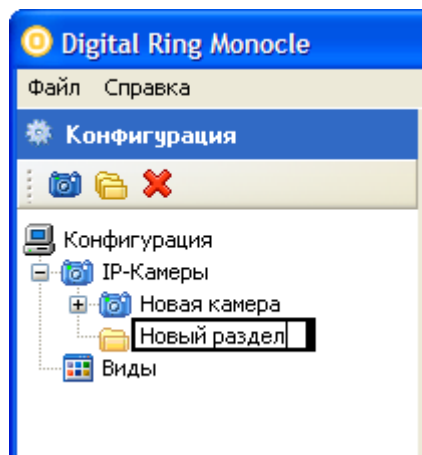 Digital Ring Monocle
Файл Справка
Конфигурация
Конфигурация
IP-Камеры
Новая камера
Новый раздел
Виды